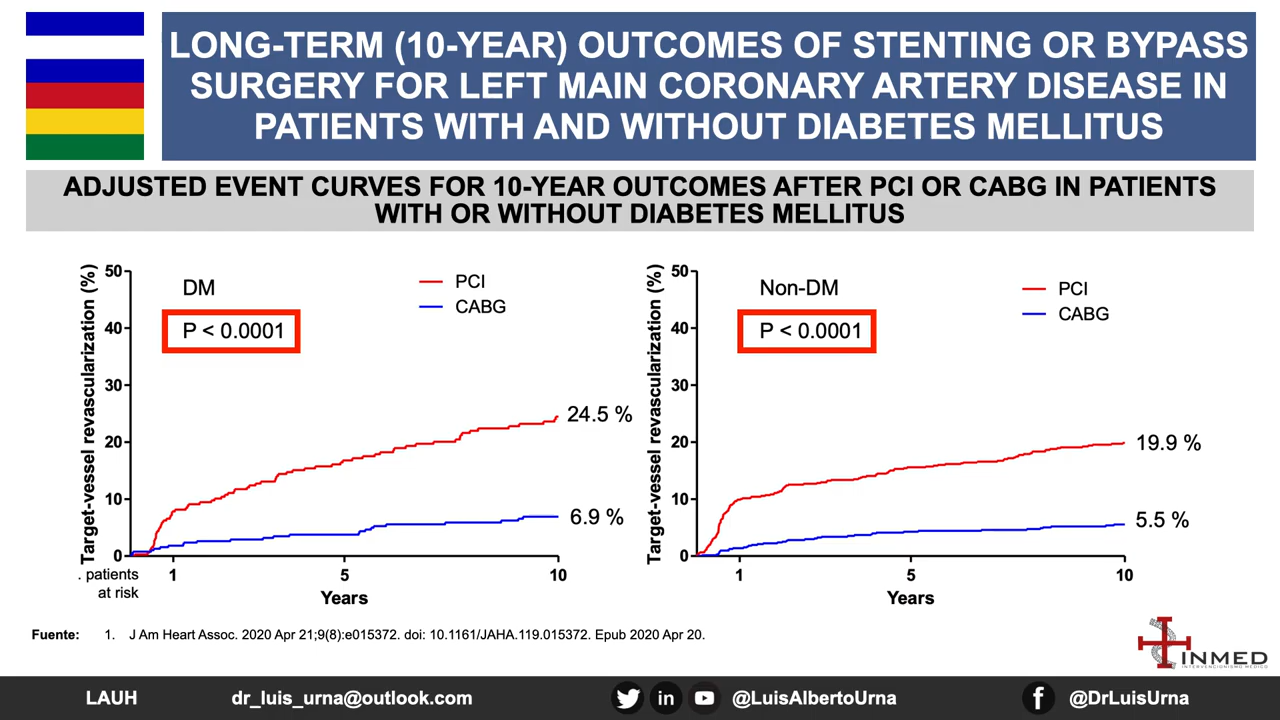 LONG-TERM (10-YEAR) OUTCOMES OF STENTING OR BYPASS
SURGERY FOR LEFT MAIN CORONARY ARTERY DISEASE IN
PATIENTS WITH AND WITHOUT DIABETES MELLITUS
ADJUSTED EVENT CURVES FOR 10-YEAR OUTCOMES AFTER PCI OR CABG IN PATIENTS
WITH OR WITHOUT DIABETES MELLITUS
Target-vessel revascularization (%)
50
40
30
20
10
0
DM
P < 0.0001
PCI
CABG
24.5 %
6.9 %
. patients
at risk
1
5
10
Years
Target-vessel revascularization (%)
50
40
30
20
10
0
Non-DM
P < 0.0001
PCI
CABG
19.9 %
5.5 %
1
5
10
Years
Fuente: 1. J Am Heart Assoc. 2020 Apr 21;9(8):e015372. doi: 10.1161/JAHA.119.015372. Epub 2020 Apr 20.
INMED
INTERVENCIONISMO MÉDICO
LAUH dr_luis_urna@outlook.com @LuisAlbertoUrna @DrLuisUrna